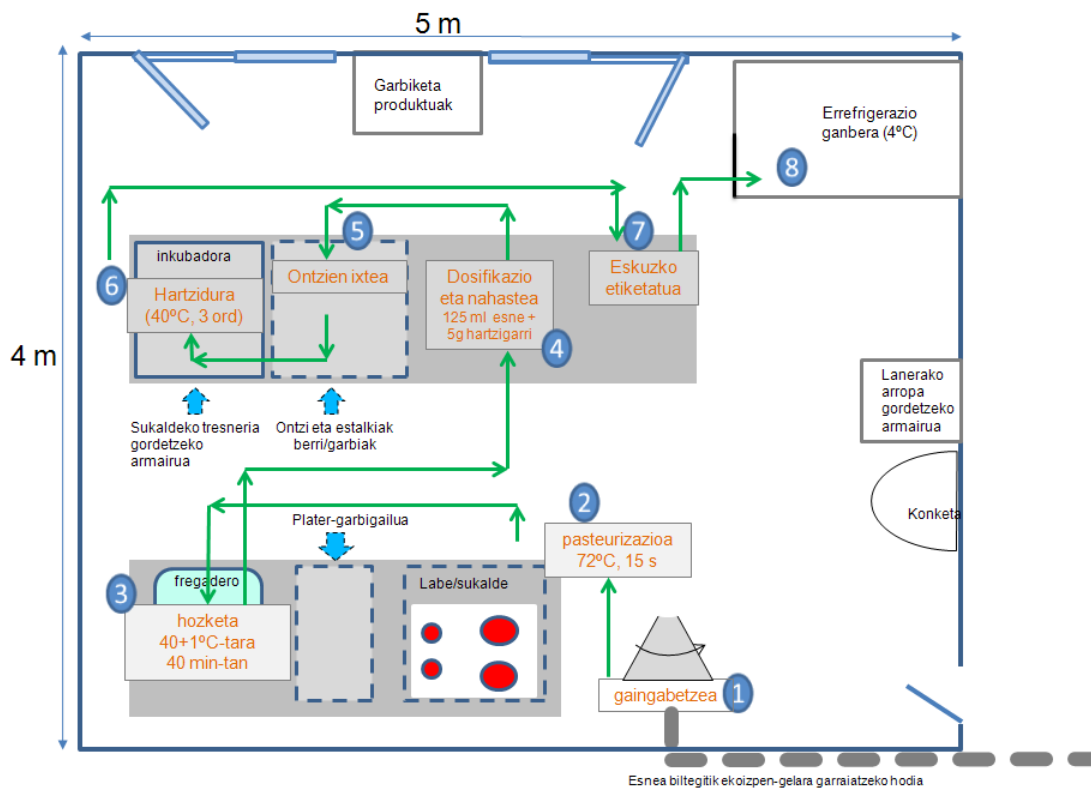 5 m
4 m
Garbiketa
produktuak
Errefrigerazio
ganbera (4ºC)
8
5
7
6
inkubadora
Hartzidura
(40ºC, 3 ord)
Ontzien ixtea
Dosifikazio
eta nahastea
125 ml esne +
5g hartzigarri
4
Eskuzko
etiketatua
Sukaldeko tresneria
gordetzeko
armairua
Ontzi eta estalkiak
berri/garbiak
Lanerako
arropa
gordetzeko
armairua
Konketa
2
pasteurizazioa
72ºC, 15 s
Plater-garbigailua
3
fregadero
hozketa
40+1ºC-tara
40 min-tan
Labe/sukalde
gaingabetzea
1
Esnea biltegitik ekoizpen-gelara garraiatzeko hodia